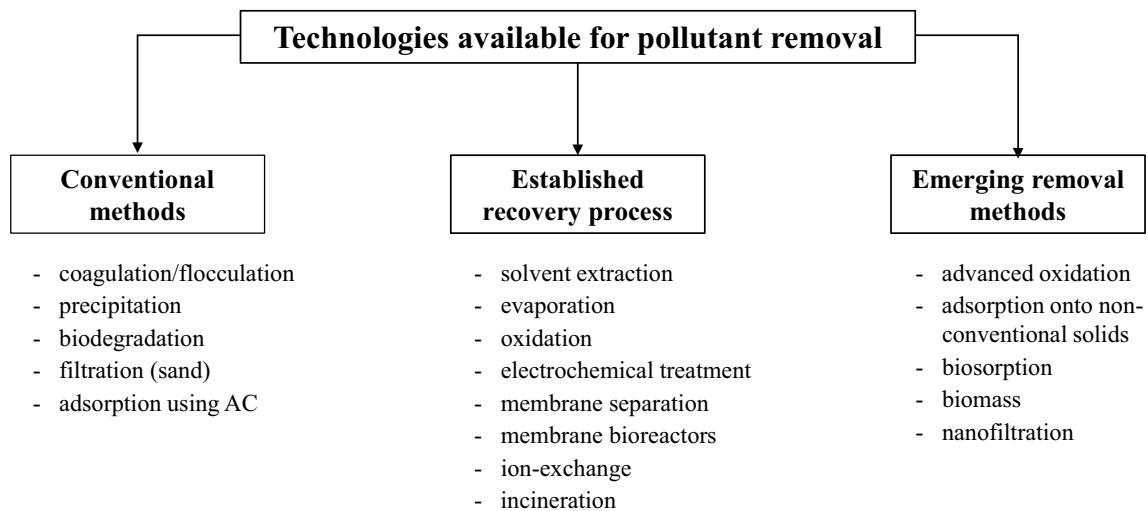 Technologies available for pollutant removal
Conventional
methods
- coagulation/flocculation
- precipitation
- biodegradation
- filtration (sand)
- adsorption using AC
Established
recovery process
- solvent extraction
- evaporation
- oxidation
- electrochemical treatment
- membrane separation
- membrane bioreactors
- ion-exchange
- incineration
Emerging removal
methods
- advanced oxidation
- adsorption onto non-
conventional solids
- biosorption
- biomass
- nanofiltration